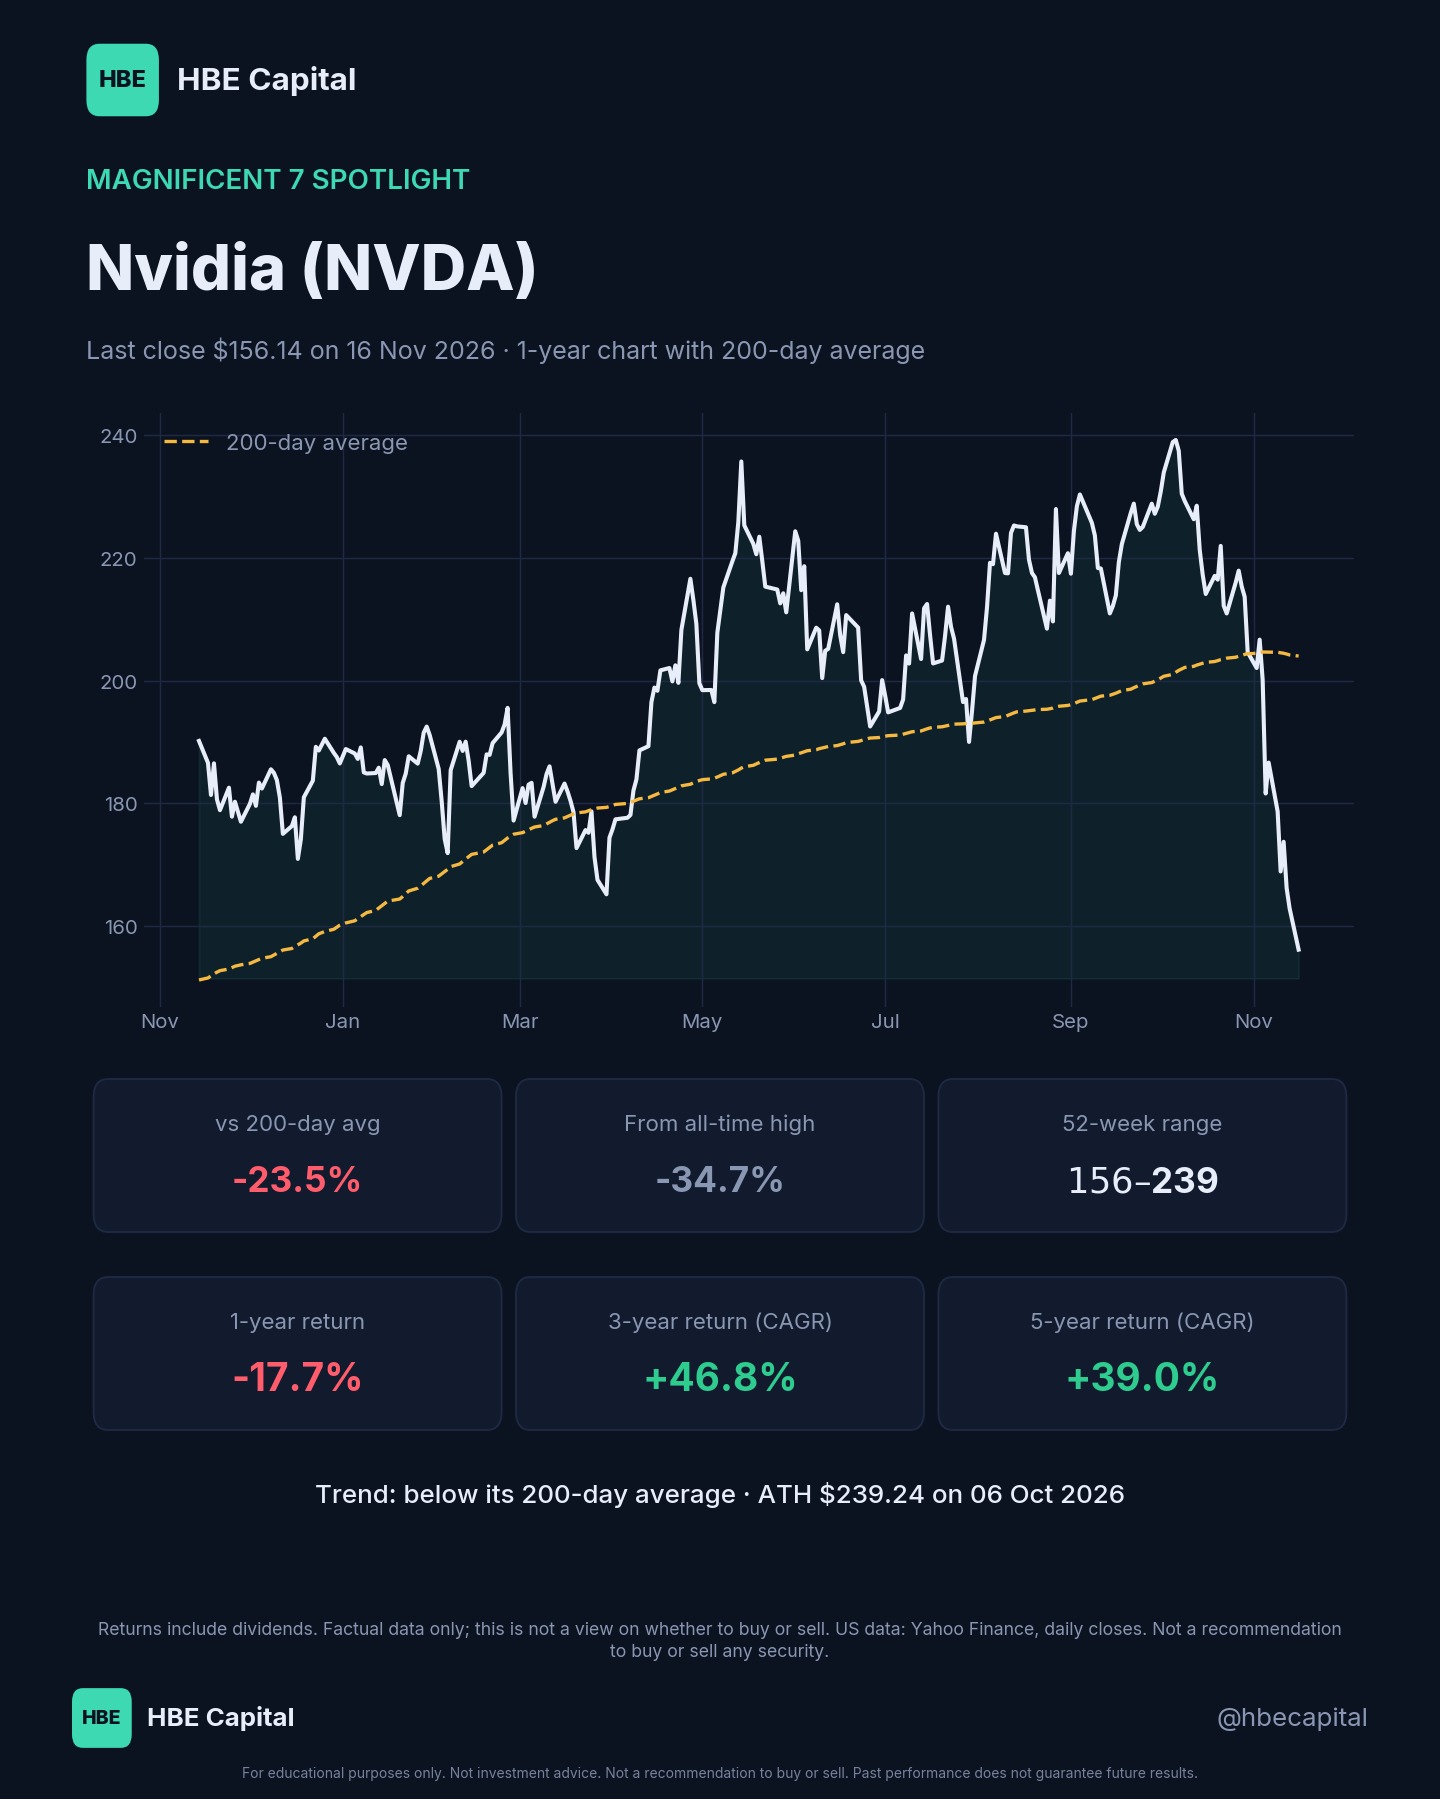 HBE HBE Capital
MAGNIFICENT 7 SPOTLIGHT
Nvidia (NVDA)
Last close $156.14 on 16 Nov 2026 · 1-year chart with 200-day average
240
200-day average
220
200
180
160
Nov Jan Mar May Jul Sep Nov
vs 200-day avg From all-time high 52-week range
-23.5% -34.7% 156–239
1-year return 3-year return (CAGR) 5-year return (CAGR)
-17.7% +46.8% +39.0%
Trend: below its 200-day average · ATH $239.24 on 06 Oct 2026
Returns include dividends. Factual data only; this is not a view on whether to buy or sell. US data: Yahoo Finance, daily closes. Not a recommendation
to buy or sell any security.
HBE HBE Capital @hbecapital
For educational purposes only. Not investment advice. Not a recommendation to buy or sell. Past performance does not guarantee future results.